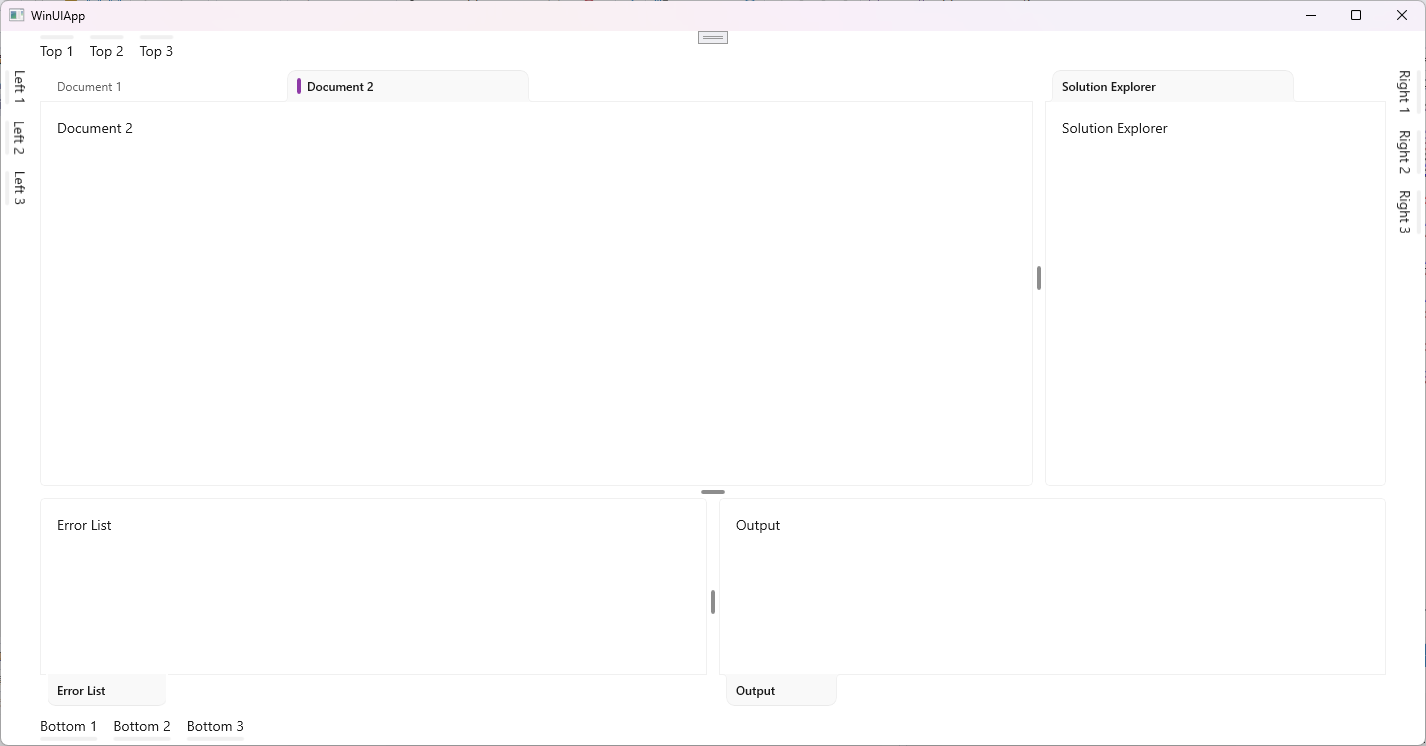 WinUIApp
Top 1 Top 2 Top 3
Left 1
Left 2
Left 3
Document 1 Document 2
Document 2
Solution Explorer
Solution Explorer
Right 1
Right 2
Right 3
Error List
Error List
Output
Output
Bottom 1 Bottom 2 Bottom 3